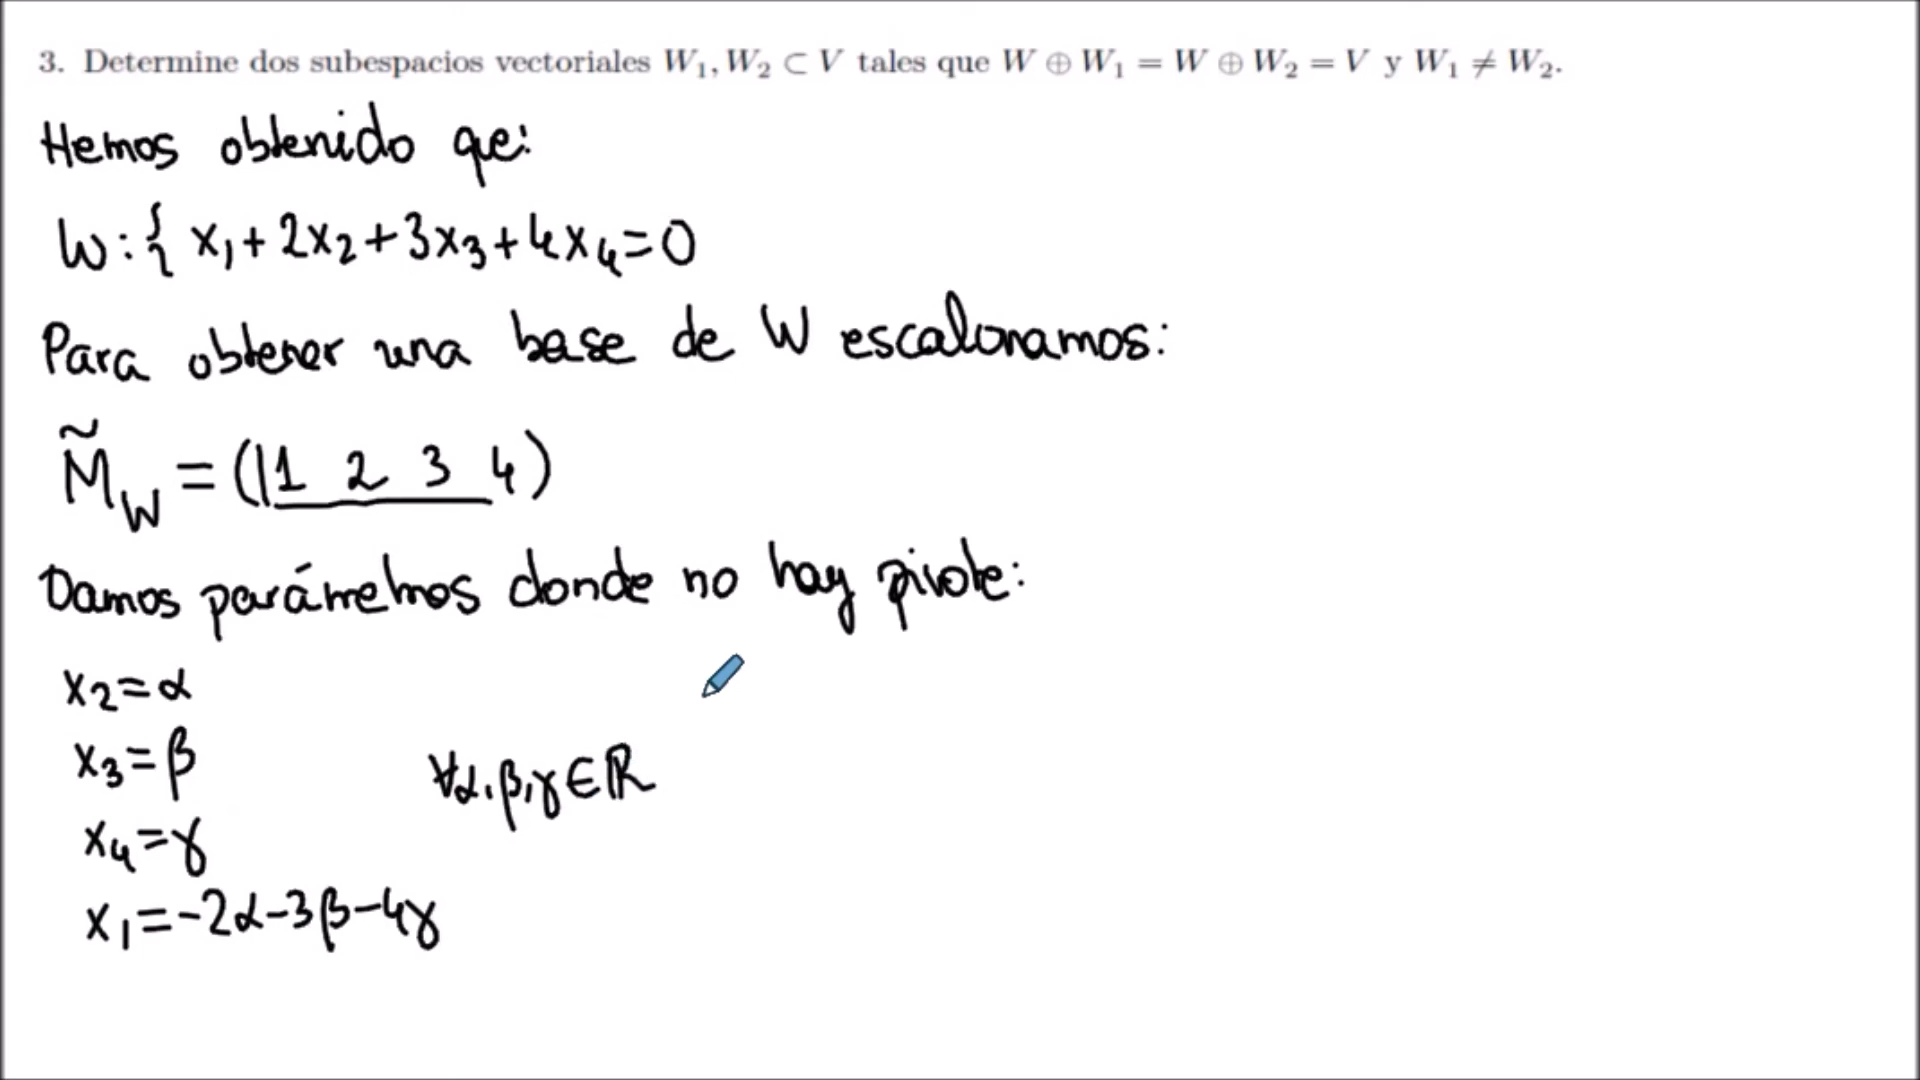 3. Determine dos subespacios vectoriales W₁, W₂ ⊂ V tales que W ⊕ W₁ = W ⊕ W₂ = V y W₁ ≠ W₂.
Hemos obtenido que:
W:{ x₁+2x₂+3x₃+4x₄=0
Para obtener una base de W escalonamos:
M̃_W = (1 2 3 4)
Damos parámetros donde no hay pivote:
x₂=α
x₃=β
∀α,β,γ∈ℝ
x₄=γ
x₁=-2α-3β-4γ